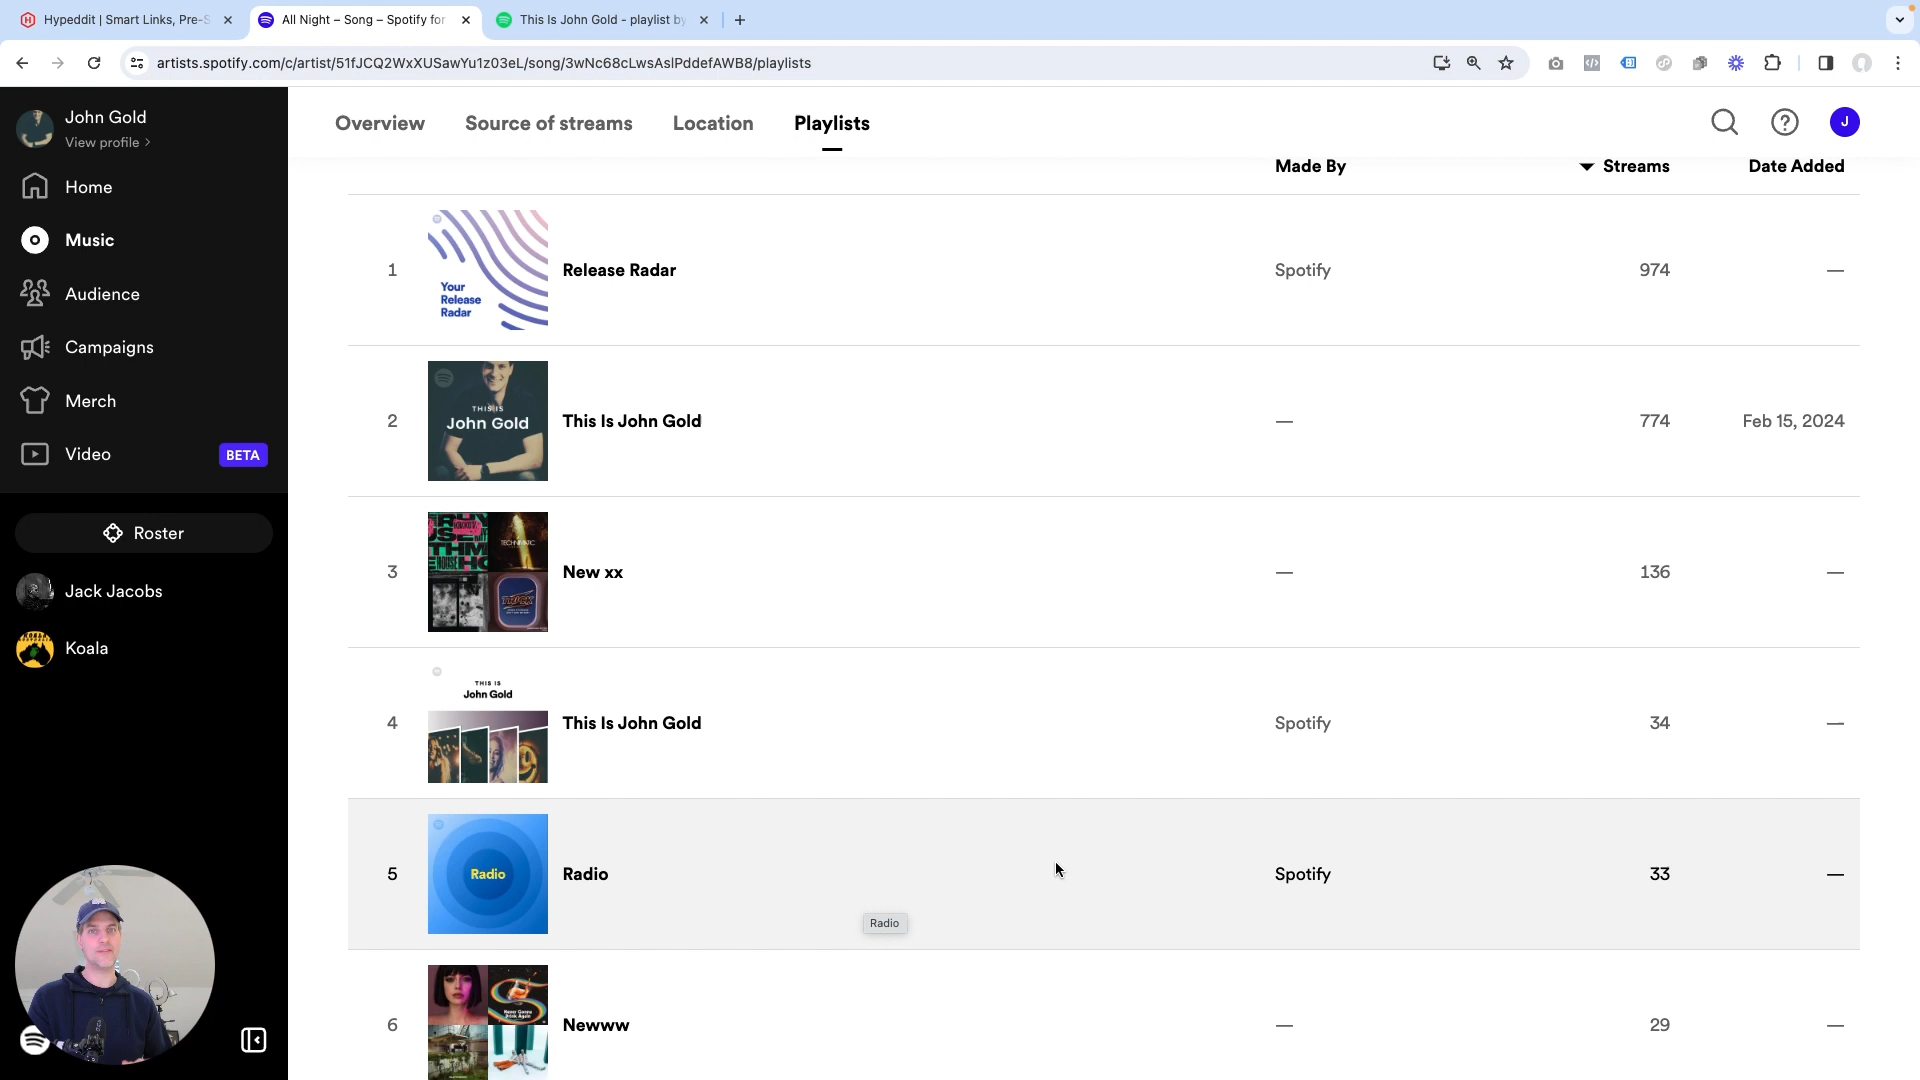 Hypeddit | Smart Links, Pre-S
All Night – Song – Spotify for
This Is John Gold - playlist by
artists.spotify.com/c/artist/51fJCQ2WxXUSawYu1z03eL/song/3wNc68cLwsAslPddefAWB8/playlists
John Gold
View profile
Home
Music
Audience
Campaigns
Merch
Video BETA
Roster
Jack Jacobs
Koala
Overview Source of streams Location Playlists
J
Made By Streams Date Added
1 Release Radar Spotify 974 —
Your
Release
Radar
2 This Is John Gold — 774 Feb 15, 2024
THIS IS
John Gold
3 New xx — 136 —
TECHNIMATIC
4 This Is John Gold Spotify 34 —
THIS IS
John Gold
5 Radio Spotify 33 —
Radio
Radio
6 Newww — 29